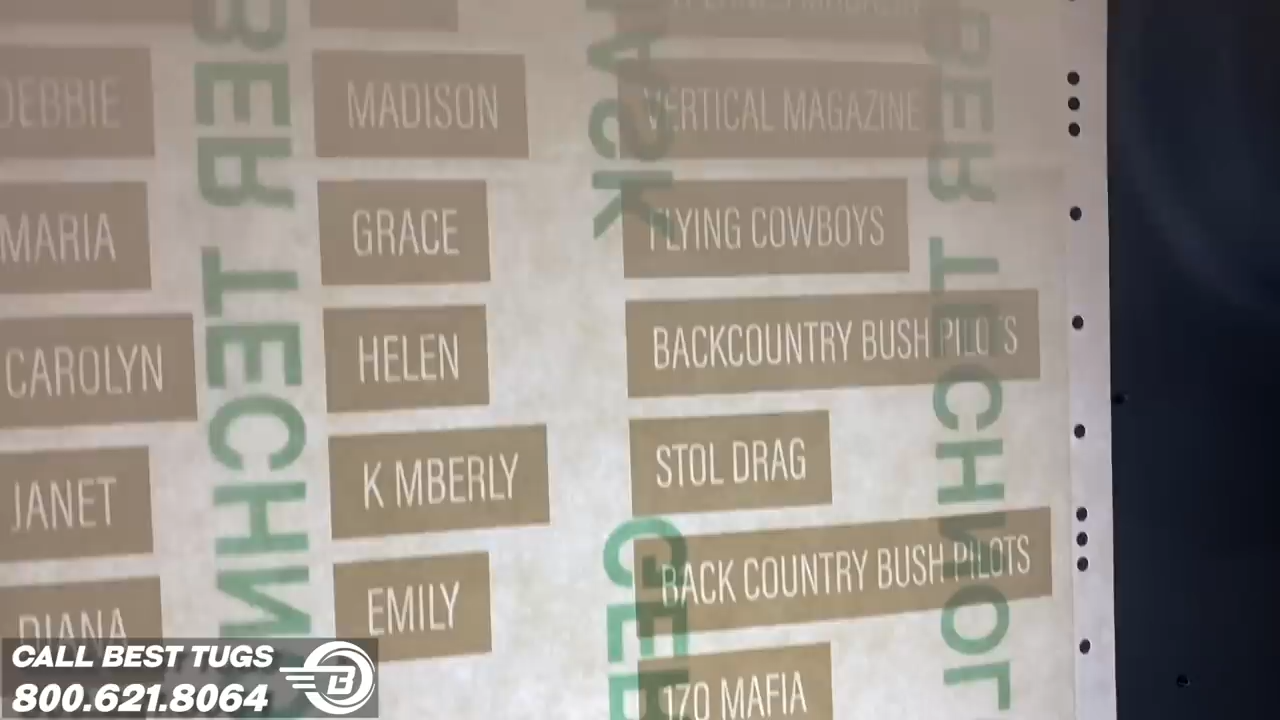 DEBBIE
MARIA
CAROLYN
JANET
DIANA
MADISON
GRACE
HELEN
K MBERLY
EMILY
VERTICAL MAGAZINE
FLYING COWBOYS
BACKCOUNTRY BUSH PILOTS
STOL DRAG
BACK COUNTRY BUSH PILOTS
170 MAFIA
CALL BEST TUGS
800.621.8064
B